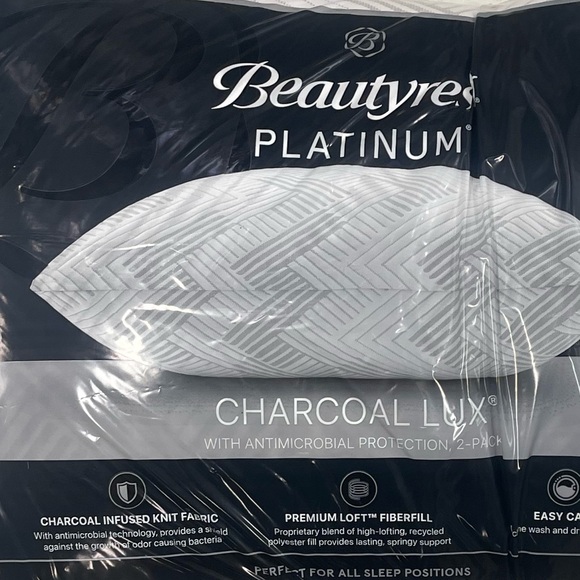 B
Beautyres
PLATINUM®
CHARCOAL LUX®
WITH ANTIMICROBIAL PROTECTION, 2-PACK
CHARCOAL INFUSED KNIT FABRIC
With antimicrobial technology, provides a shield
against the growth of odor causing bacteria
PREMIUM LOFT™ FIBERFILL
Proprietary blend of high-lofting, recycled
polyester fill provides lasting, springy support
EASY CA
ne wash and dr
PERFECT FOR ALL SLEEP POSITIONS